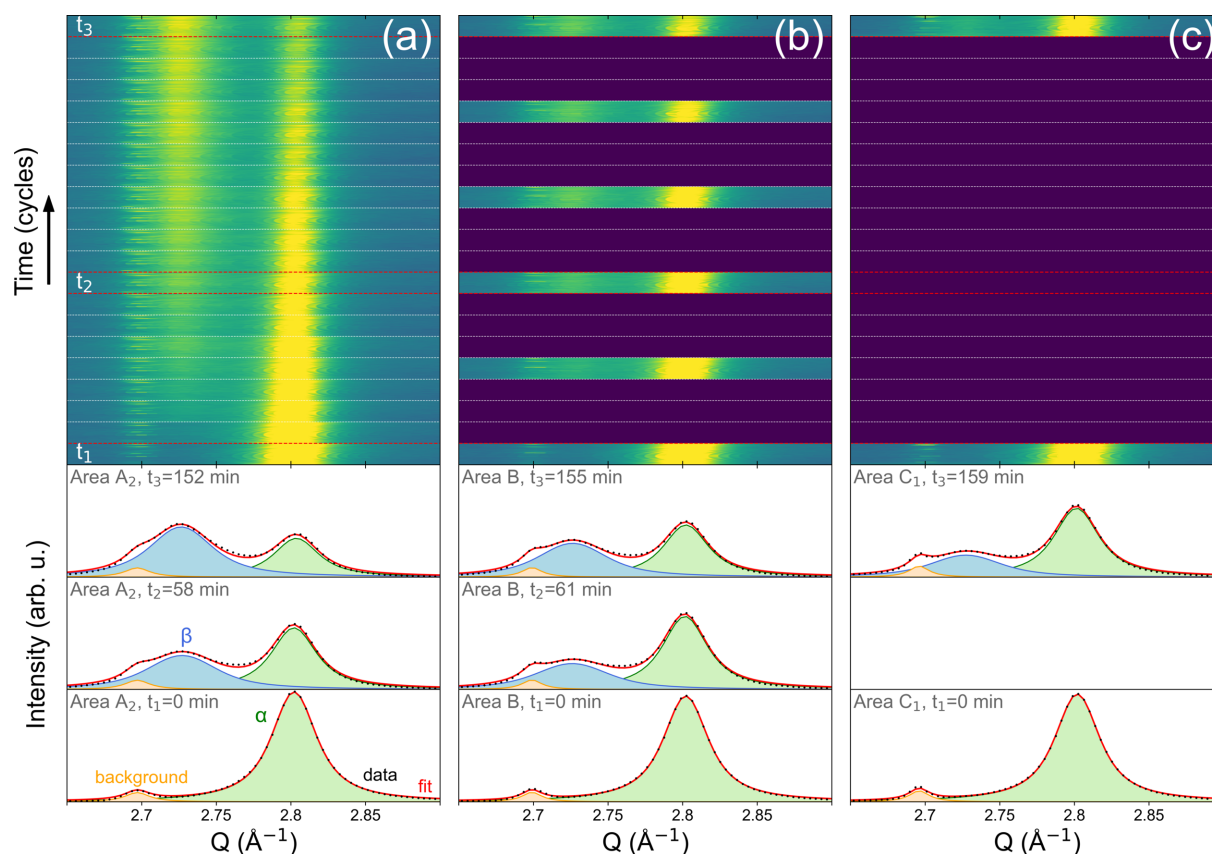 (a) (b) (c)
t₃
t₂
t₁
Time (cycles)
Area A₂, t₃=152 min
Area B, t₃=155 min
Area C₁, t₃=159 min
Area A₂, t₂=58 min
Area B, t₂=61 min
β
Area A₂, t₁=0 min
Area B, t₁=0 min
Area C₁, t₁=0 min
α
background
data
fit
Intensity (arb. u.)
2.7 2.75 2.8 2.85
2.7 2.75 2.8 2.85
2.7 2.75 2.8 2.85
Q (Å⁻¹)
Q (Å⁻¹)
Q (Å⁻¹)